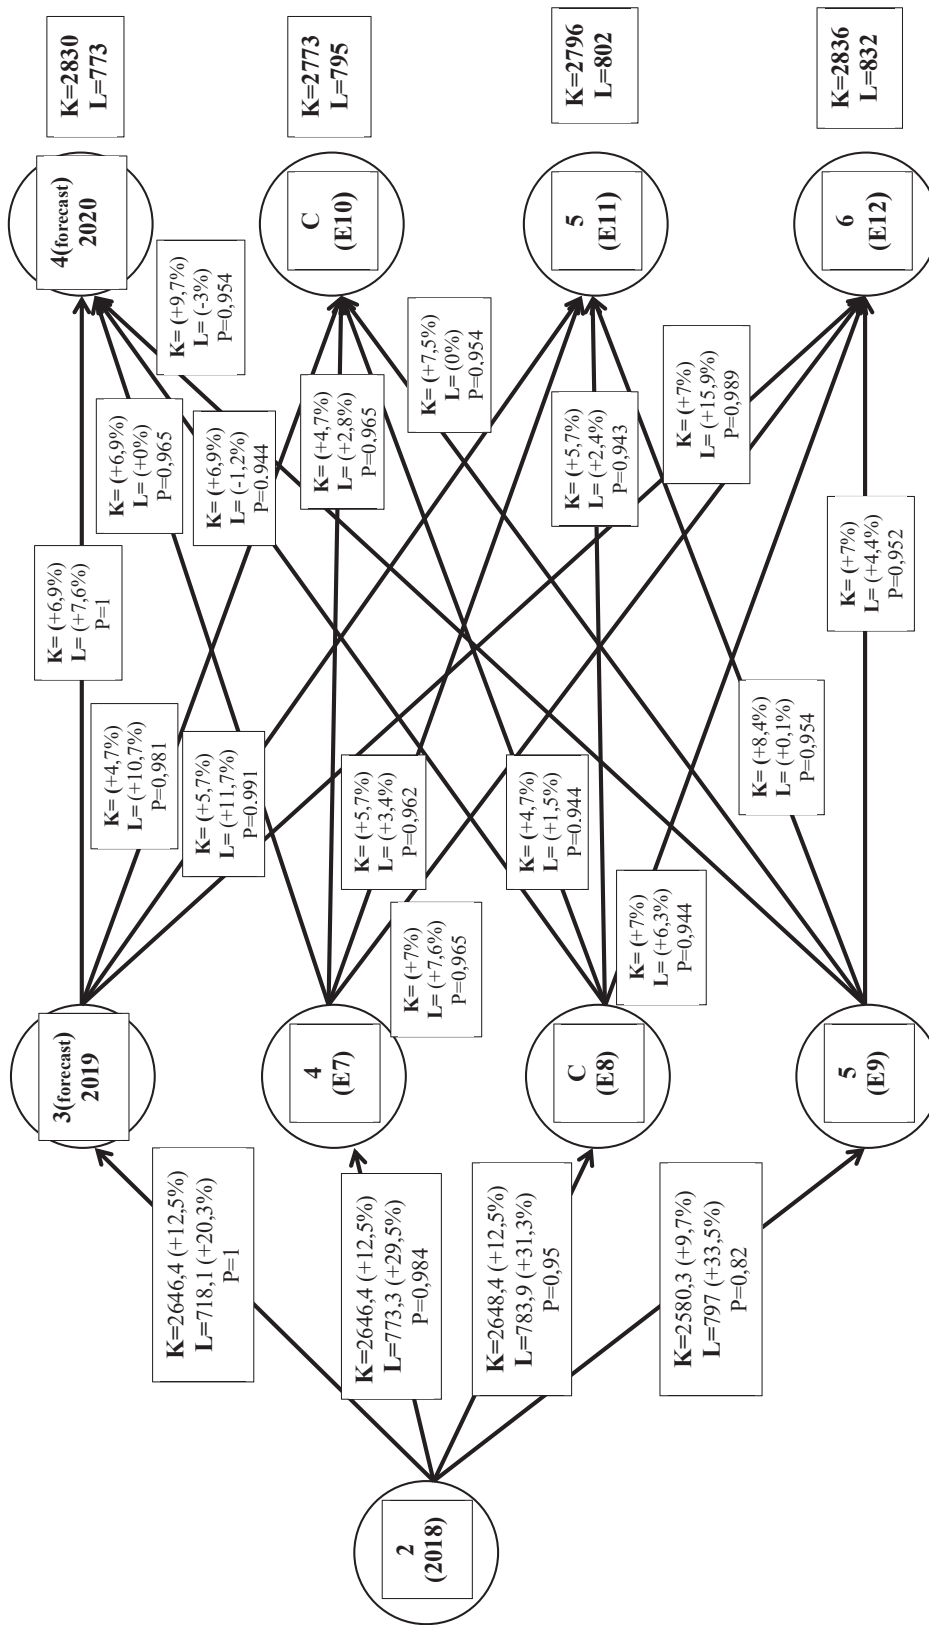 2
(2018)
K=2646,4 (+12,5%)
L=718,1 (+20,3%)
P=1
K=2646,4 (+12,5%)
L=773,3 (+29,5%)
P=0,984
K=2648,4 (+12,5%)
L=783,9 (+31,3%)
P=0,95
K=2580,3 (+9,7%)
L=797 (+33,5%)
P=0,82
3(forecast)
2019
4
(E7)
C
(E8)
5
(E9)
K= (+6,9%)
L= (+7,6%)
P=1
K= (+4,7%)
L= (+10,7%)
P=0,981
K= (+5,7%)
L= (+11,7%)
P=0.991
K= (+7%)
L= (+15,9%)
P=0,989
K= (+6,9%)
L= (+0%)
P=0,965
K= (+4,7%)
L= (+2,8%)
P=0,965
K= (+5,7%)
L= (+3,4%)
P=0,962
K= (+7%)
L= (+7,6%)
P=0,965
K= (+6,9%)
L= (-1,2%)
P=0.944
K= (+4,7%)
L= (+1,5%)
P=0.944
K= (+5,7%)
L= (+2,4%)
P=0,943
K= (+7%)
L= (+6,3%)
P=0,944
K= (+9,7%)
L= (-3%)
P=0,954
K= (+7,5%)
L= (0%)
P=0.954
K= (+8,4%)
L= (+0,1%)
P=0,954
K= (+7%)
L= (+4,4%)
P=0,952
4(forecast)
2020
C
(E10)
5
(E11)
6
(E12)
K=2830
L=773
K=2773
L=795
K=2796
L=802
K=2836
L=832